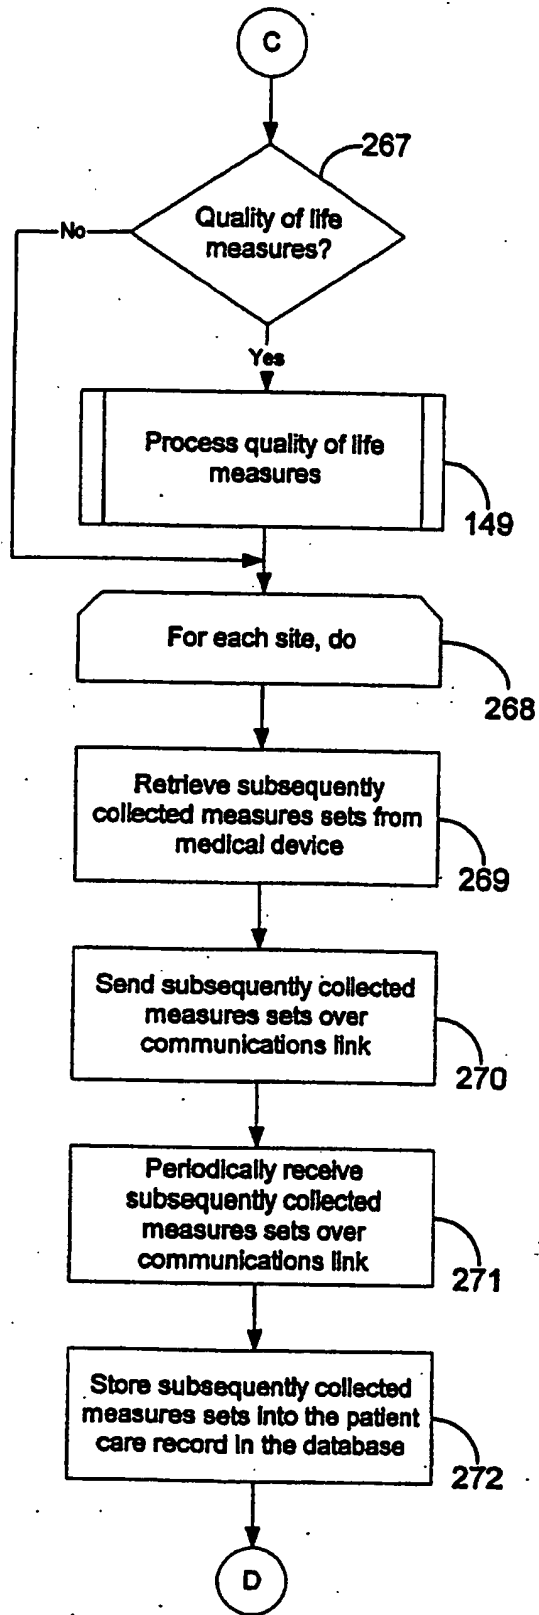 C
267
Quality of life
measures?
No
Yes
Process quality of life
measures
149
For each site, do
268
Retrieve subsequently
collected measures sets from
medical device
269
Send subsequently collected
measures sets over
communications link
270
Periodically receive
subsequently collected
measures sets over
communications link
271
Store subsequently collected
measures sets into the patient
care record in the database
272
D